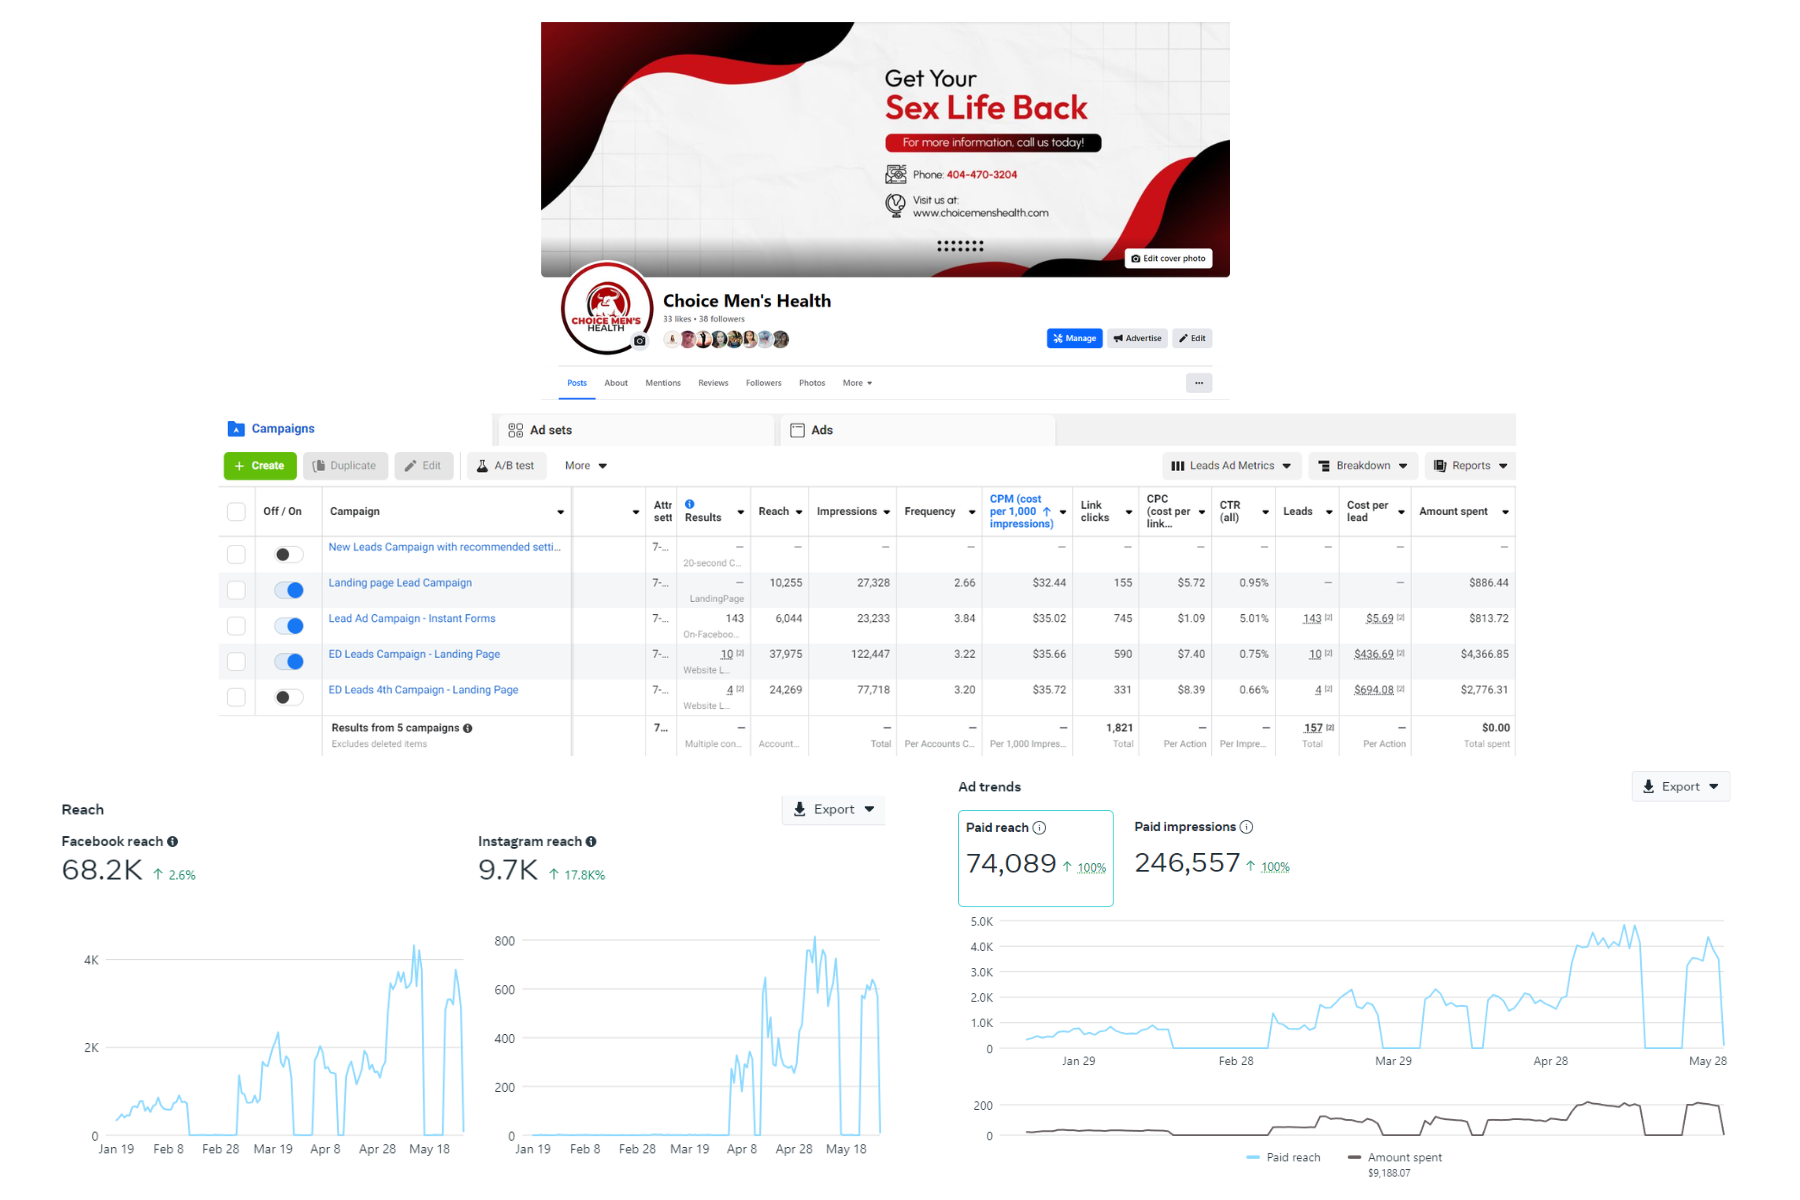 Get Your
Sex Life Back
For more information, call us today!
Phone: 404-470-3204
Visit us at:
www.choicemenshealth.com
Edit cover photo
CHOICE MEN'S
HEALTH
Choice Men's Health
33 likes • 38 followers
Manage
Advertise
Edit
Posts
About
Mentions
Reviews
Followers
Photos
More
Campaigns
Ad sets
Ads
+ Create
Duplicate
Edit
A/B test
More
Leads Ad Metrics
Breakdown
Reports
Off / On
Campaign
Attr
sett
Results
Reach
Impressions
Frequency
CPM (cost
per 1,000
impressions)
Link
clicks
CPC
(cost per
link...
CTR
(all)
Leads
Cost per
lead
Amount spent
New Leads Campaign with recommended setti... 7-... — — — — — — — — — — —
20-second C...
Landing page Lead Campaign 7-... — 10,255 27,328 2.66 $32.44 155 $5.72 0.95% — — $886.44
LandingPage
Lead Ad Campaign - Instant Forms 7-... 143 6,044 23,233 3.84 $35.02 745 $1.09 5.01% 143 [2] $5.69 [2] $813.72
On-Faceboo...
ED Leads Campaign - Landing Page 7-... 10 [2] 37,975 122,447 3.22 $35.66 590 $7.40 0.75% 10 [2] $436.69 [2] $4,366.85
Website L...
ED Leads 4th Campaign - Landing Page 7-... 4 [2] 24,269 77,718 3.20 $35.72 331 $8.39 0.66% 4 [2] $694.08 [2] $2,776.31
Website L...
Results from 5 campaigns 7... — — — — 1,821 — — 157 [2] — $0.00
Excludes deleted items Multiple con... Account... Total Per Accounts C... Per 1,000 Impres... Total Per Action Per Impre... Total Per Action Total spent
Reach
Export
Facebook reach
68.2K ↑ 2.6%
Instagram reach
9.7K ↑ 17.8K%
4K
2K
0
Jan 19 Feb 8 Feb 28 Mar 19 Apr 8 Apr 28 May 18
800
600
400
200
0
Jan 19 Feb 8 Feb 28 Mar 19 Apr 8 Apr 28 May 18
Ad trends
Export
Paid reach
74,089 ↑ 100%
Paid impressions
246,557 ↑ 100%
5.0K
4.0K
3.0K
2.0K
1.0K
0
Jan 29 Feb 28 Mar 29 Apr 28 May 28
200
0
Paid reach
Amount spent
$9,188.07